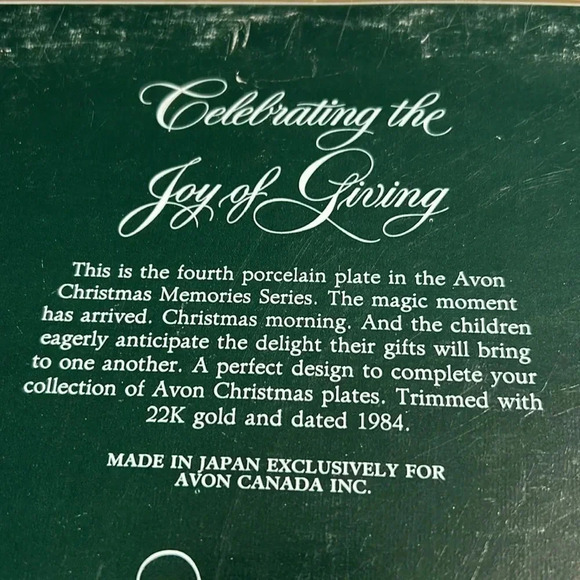 Celebrating the
Joy of Giving
This is the fourth porcelain plate in the Avon
Christmas Memories Series. The magic moment
has arrived. Christmas morning. And the children
eagerly anticipate the delight their gifts will bring
to one another. A perfect design to complete your
collection of Avon Christmas plates. Trimmed with
22K gold and dated 1984.
MADE IN JAPAN EXCLUSIVELY FOR
AVON CANADA INC.